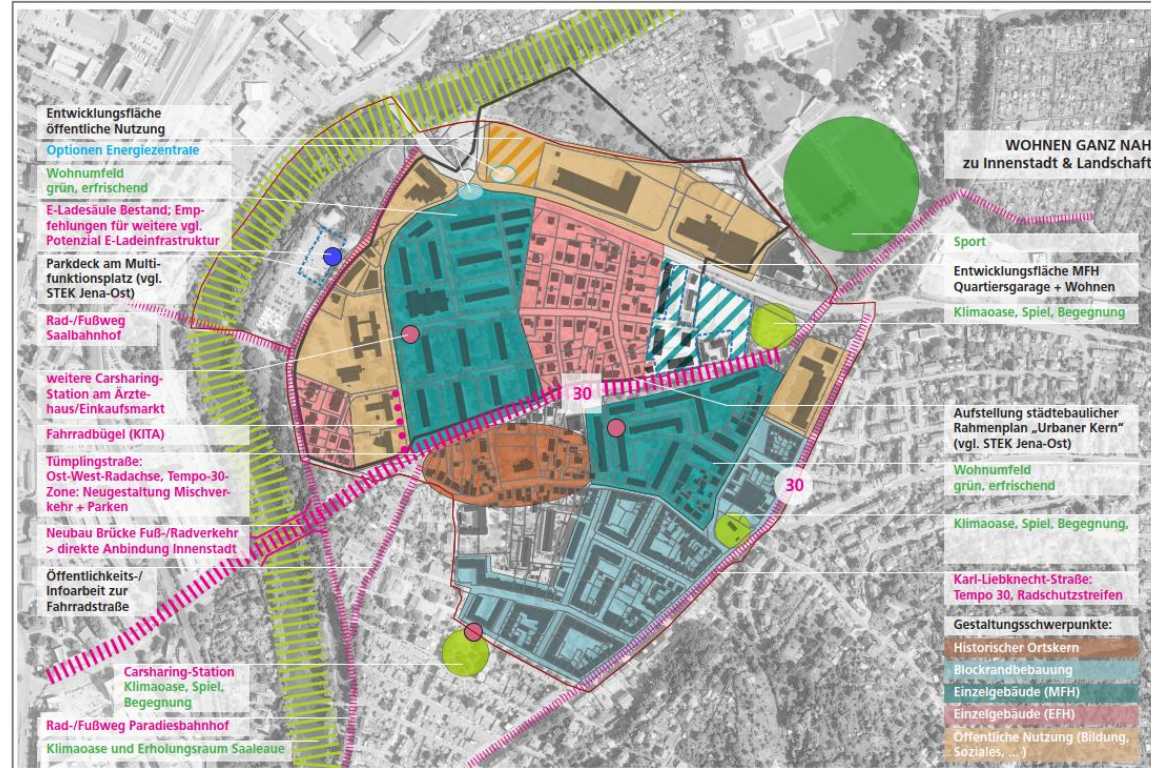 Entwicklungsfläche
öffentliche Nutzung
Optionen Energiezentrale
Wohnumfeld
grün, erfrischend
E-Ladesäule Bestand; Emp-
fehlungen für weitere vgl.
Potenzial E-Ladeinfrastruktur
Parkdeck am Multi-
funktionsplatz (vgl.
STEK Jena-Ost)
Rad-/Fußweg
Saalbahnhof
weitere Carsharing-
Station am Ärzte-
haus/Einkaufsmarkt
Fahrradbügel (KITA)
Tümplingstraße:
Ost-West-Radachse, Tempo-30-
Zone: Neugestaltung Mischver-
kehr + Parken
Neubau Brücke Fuß-/Radverkehr
> direkte Anbindung Innenstadt
Öffentlichkeits-/
Infoarbeit zur
Fahrradstraße
Carsharing-Station
Klimaoase, Spiel,
Begegnung
Rad-/Fußweg Paradiesbahnhof
Klimaoase und Erholungsraum Saaleaue
30
30
WOHNEN GANZ NAH
zu Innenstadt & Landschaft
Sport
Entwicklungsfläche MFH
Quartiersgarage + Wohnen
Klimaoase, Spiel, Begegnung
Aufstellung städtebaulicher
Rahmenplan „Urbaner Kern“
(vgl. STEK Jena-Ost)
Wohnumfeld
grün, erfrischend
Klimaoase, Spiel, Begegnung,
Karl-Liebknecht-Straße:
Tempo 30, Radschutzstreifen
Gestaltungsschwerpunkte:
Historischer Ortskern
Blockrandbebauung
Einzelgebäude (MFH)
Einzelgebäude (EFH)
Öffentliche Nutzung (Bildung,
Soziales, ... )